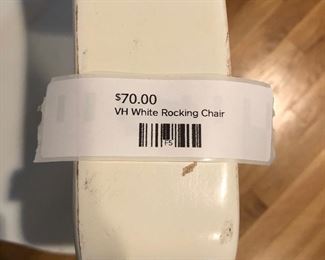 $70.00
VH White Rocking Chair